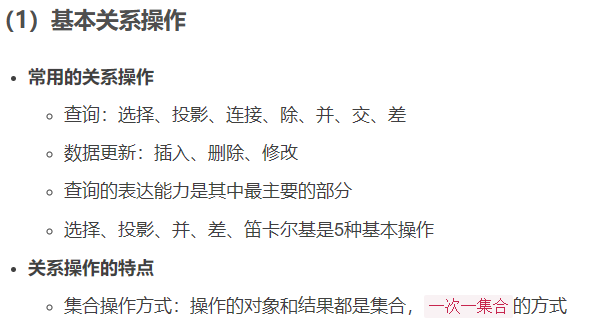 （1）基本关系操作
常用的关系操作
查询：选择、投影、连接、除、并、交、差
数据更新：插入、删除、修改
查询的表达能力是其中最主要的部分
选择、投影、并、差、笛卡尔基是5种基本操作
关系操作的特点
集合操作方式：操作的对象和结果都是集合，一次一集合的方式